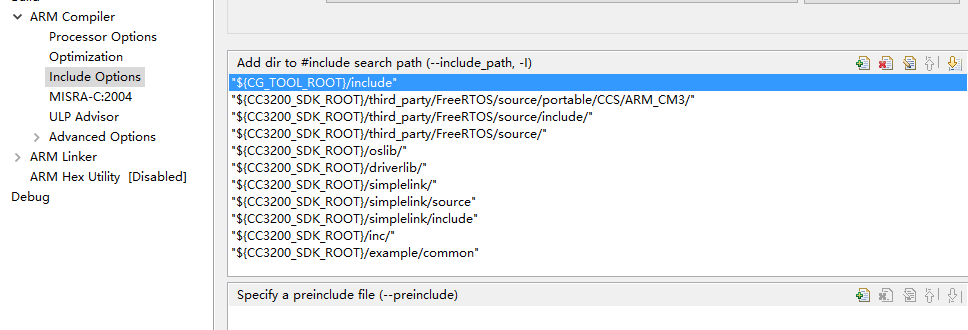 ARM Compiler
Processor Options
Optimization
Include Options
MISRA-C:2004
ULP Advisor
Advanced Options
ARM Linker
ARM Hex Utility [Disabled]
Debug
Add dir to #include search path (--include_path, -I)
"${CG_TOOL_ROOT}/include"
"${CC3200_SDK_ROOT}/third_party/FreeRTOS/source/portable/CCS/ARM_CM3/"
"${CC3200_SDK_ROOT}/third_party/FreeRTOS/source/include/"
"${CC3200_SDK_ROOT}/third_party/FreeRTOS/source/"
"${CC3200_SDK_ROOT}/oslib/"
"${CC3200_SDK_ROOT}/driverlib/"
"${CC3200_SDK_ROOT}/simplelink/"
"${CC3200_SDK_ROOT}/simplelink/source"
"${CC3200_SDK_ROOT}/simplelink/include"
"${CC3200_SDK_ROOT}/inc/"
"${CC3200_SDK_ROOT}/example/common"
Specify a preinclude file (--preinclude)